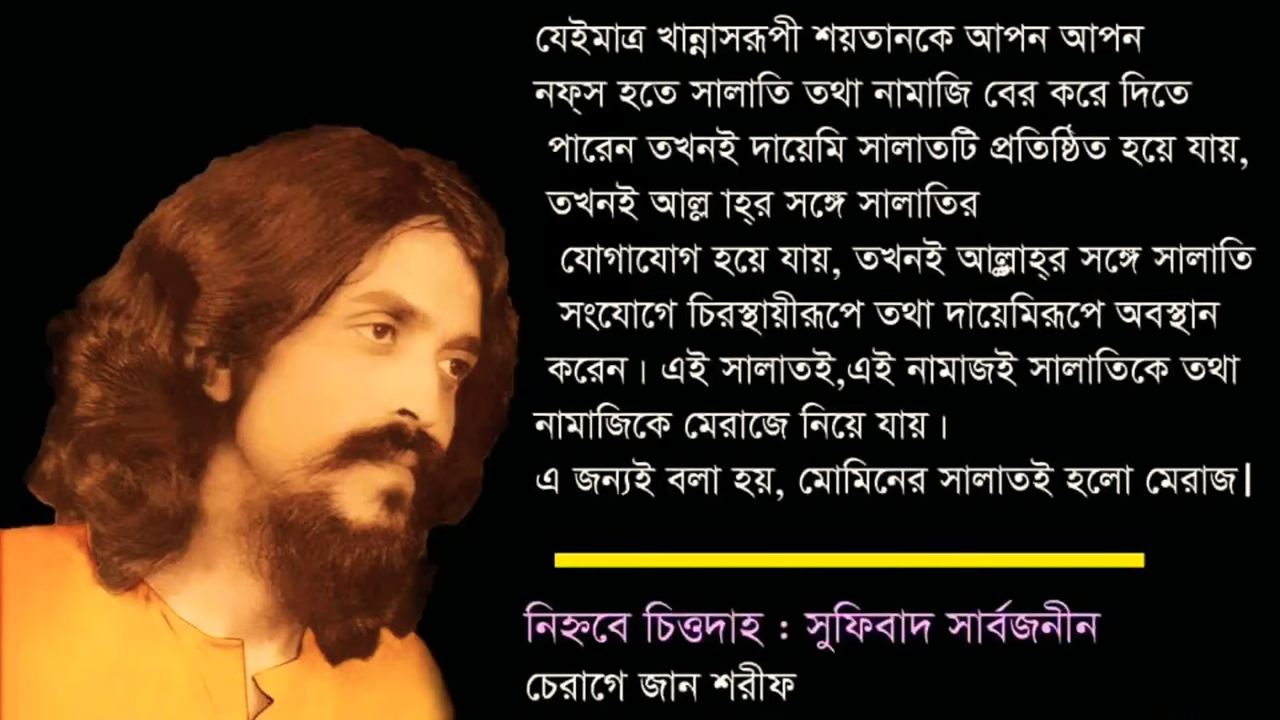 যেইমাত্র খান্নাসরূপী শয়তানকে আপন আপন
নফ্‌স হতে সালাতি তথা নামাজি বের করে দিতে
পারেন তখনই দায়েমি সালাতটি প্রতিষ্ঠিত হয়ে যায়,
তখনই আল্ল াহ্‌র সঙ্গে সালাতির
যোগাযোগ হয়ে যায়, তখনই আল্লাহ্‌র সঙ্গে সালাতি
সংযোগে চিরস্থায়ীরূপে তথা দায়েমিরূপে অবস্থান
করেন। এই সালাতই,এই নামাজই সালাতিকে তথা
নামাজিকে মেরাজে নিয়ে যায়।
এ জন্যই বলা হয়, মোমিনের সালাতই হলো মেরাজ|
নিহ্নবে চিত্তদাহ : সুফিবাদ সার্বজনীন
চেরাগে জান শরীফ